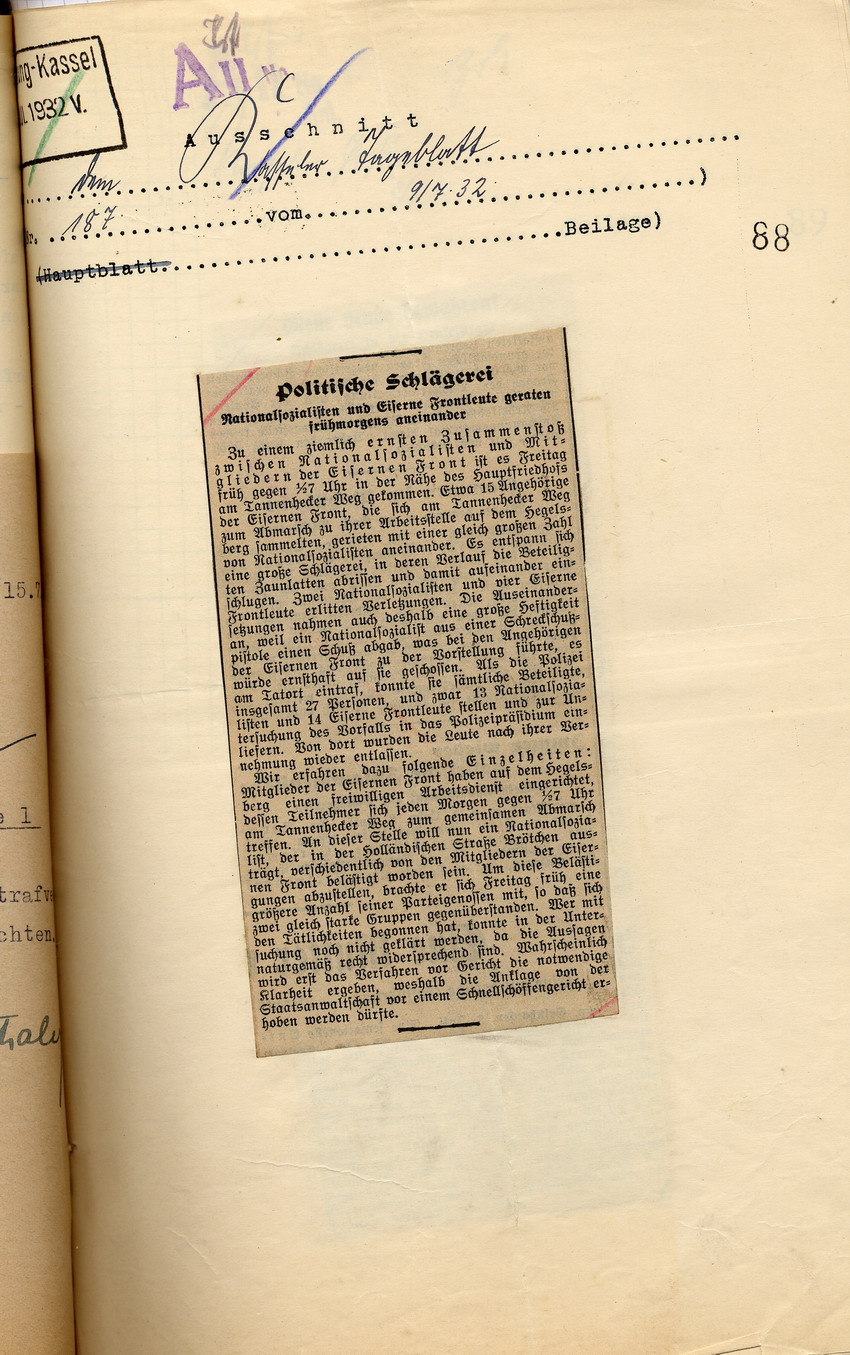 ng-Kassel
1932 V.
A u s s c h n i t t
dem Kasseler Tageblatt
Nr. 187 vom 9/7.32 )
(Hauptblatt Beilage)
88
Politische Schlägerei
Nationalsozialisten und Eiserne Frontleute geraten
frühmorgens aneinander
Zu einem ziemlich ernsten Zusammenstoß
zwischen Nationalsozialisten und Mit-
gliedern der Eisernen Front ist es Freitag
früh gegen ½7 Uhr in der Nähe des Hauptfriedhofs
am Tannenhecker Weg gekommen. Etwa 15 Angehörige
der Eisernen Front, die sich am Tannenhecker Weg
zum Abmarsch zu ihrer Arbeitsstelle auf dem Hegels-
berg sammelten, gerieten mit einer gleich großen Zahl
von Nationalsozialisten aneinander. Es entspann sich
eine große Schlägerei, in deren Verlauf die Beteilig-
ten Zaunlatten abrissen und damit aufeinander ein-
schlugen. Zwei Nationalsozialisten und vier Eiserne
Frontleute erlitten Verletzungen. Die Auseinander-
setzungen nahmen auch deshalb eine große Heftigkeit
an, weil ein Nationalsozialist aus einer Schreckschuß-
pistole einen Schuß abgab, was bei den Angehörigen
der Eisernen Front zu der Vorstellung führte, es
würde ernsthaft auf sie geschossen. Als die Polizei
am Tatort eintraf, konnte sie sämtliche Beteiligte,
insgesamt 27 Personen, und zwar 13 Nationalsozia-
listen und 14 Eiserne Frontleute stellen und zur Un-
tersuchung des Vorfalls in das Polizeipräsidium ein-
liefern. Von dort wurden die Leute nach ihrer Ver-
nehmung wieder entlassen.
Wir erfahren dazu folgende Einzelheiten:
Mitglieder der Eisernen Front haben auf dem Hegels-
berg einen freiwilligen Arbeitsdienst eingerichtet,
dessen Teilnehmer sich jeden Morgen gegen ½7 Uhr
am Tannenhecker Weg zum gemeinsamen Abmarsch
treffen. An dieser Stelle will nun ein Nationalsozia-
list, der in der Holländischen Straße Brötchen aus-
trägt, verschiedentlich von den Mitgliedern der Eiser-
nen Front belästigt worden sein. Um diese Belästi-
gungen abzustellen, brachte er sich Freitag früh eine
größere Anzahl seiner Parteigenossen mit, so daß sich
zwei gleich starke Gruppen gegenüberstanden. Wer mit
den Tätlichkeiten begonnen hat, konnte in der Unter-
suchung noch nicht geklärt werden, da die Aussagen
naturgemäß recht widersprechend sind. Wahrscheinlich
wird erst das Verfahren vor Gericht die notwendige
Klarheit ergeben, weshalb die Anklage von der
Staatsanwaltschaft vor einem Schnellschöffengericht er-
hoben werden dürfte.
15.7
e 1
trafve
chten,